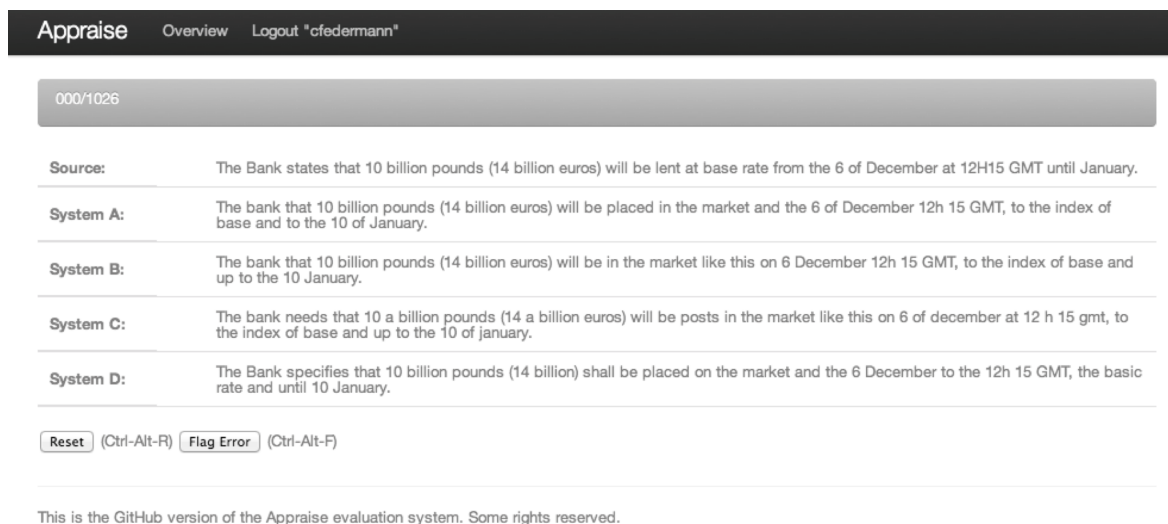 Appraise Overview Logout "cfedermann"
000/1026
Source: The Bank states that 10 billion pounds (14 billion euros) will be lent at base rate from the 6 of December at 12H15 GMT until January.
System A: The bank that 10 billion pounds (14 billion euros) will be placed in the market and the 6 of December 12h 15 GMT, to the index of
base and to the 10 of January.
System B: The bank that 10 billion pounds (14 billion euros) will be in the market like this on 6 December 12h 15 GMT, to the index of base and
up to the 10 January.
System C: The bank needs that 10 a billion pounds (14 a billion euros) will be posts in the market like this on 6 of december at 12 h 15 gmt, to
the index of base and up to the 10 of january.
System D: The Bank specifies that 10 billion pounds (14 billion) shall be placed on the market and the 6 December to the 12h 15 GMT, the basic
rate and until 10 January.
Reset (Ctrl-Alt-R) Flag Error (Ctrl-Alt-F)
This is the GitHub version of the Appraise evaluation system. Some rights reserved.